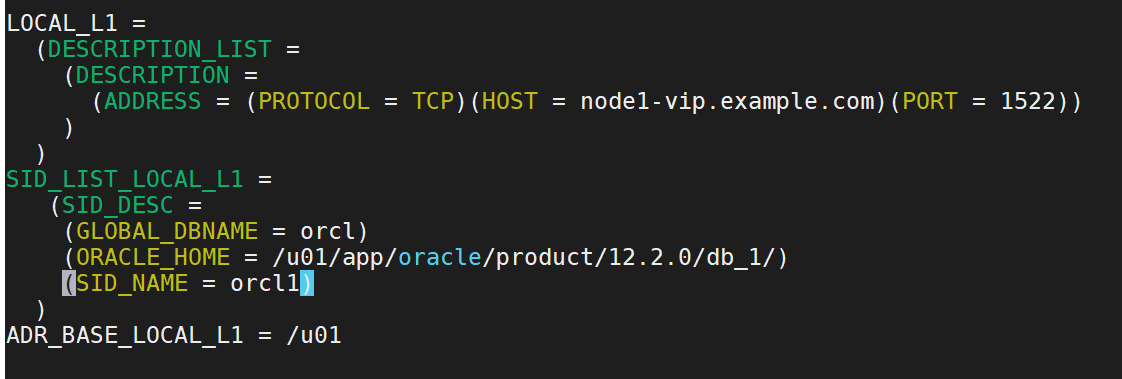 LOCAL_L1 =
  (DESCRIPTION_LIST =
    (DESCRIPTION =
      (ADDRESS = (PROTOCOL = TCP)(HOST = node1-vip.example.com)(PORT = 1522))
    )
  )
SID_LIST_LOCAL_L1 =
   (SID_DESC =
    (GLOBAL_DBNAME = orcl)
    (ORACLE_HOME = /u01/app/oracle/product/12.2.0/db_1/)
    (SID_NAME = orcl1)
  )
ADR_BASE_LOCAL_L1 = /u01